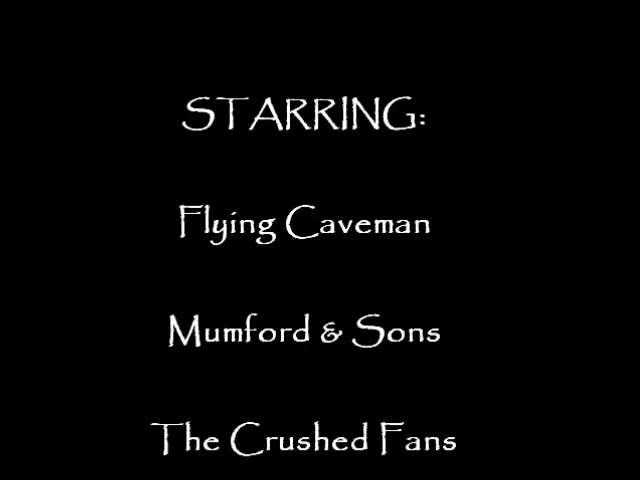 STARRING:
Flying Caveman
Mumford & Sons
The Crushed Fans